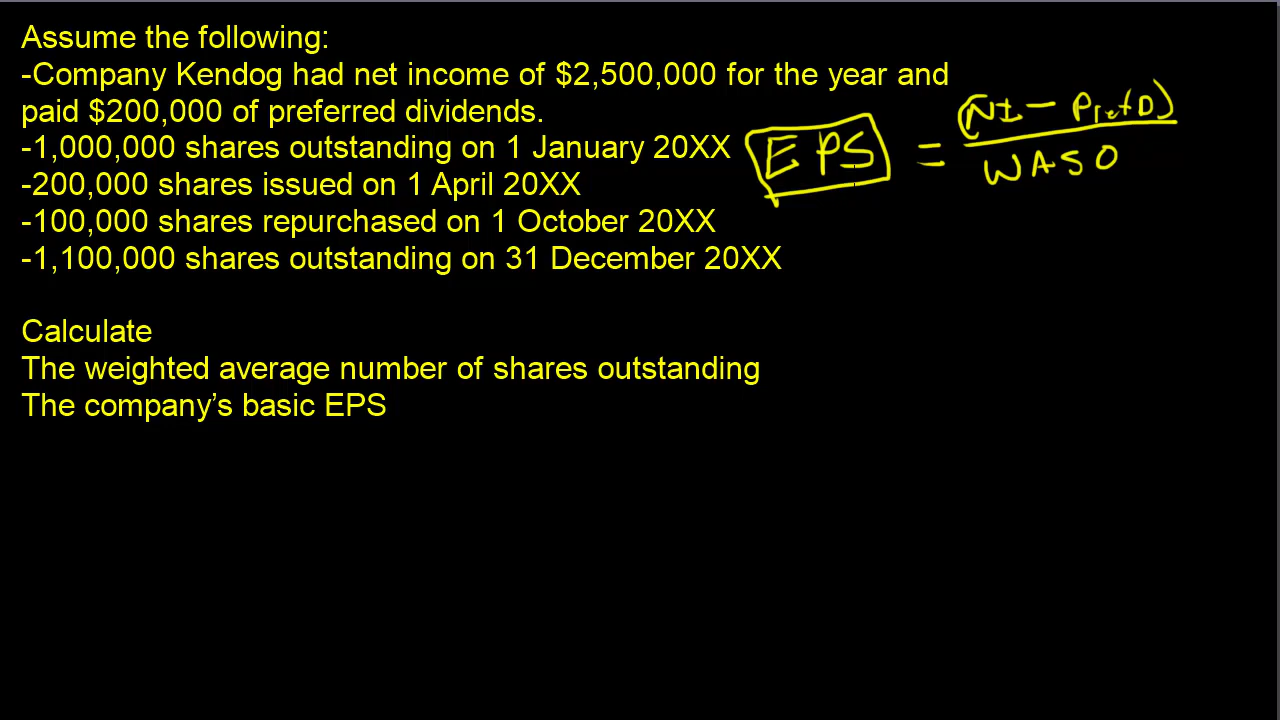 Assume the following:
-Company Kendog had net income of $2,500,000 for the year and
paid $200,000 of preferred dividends.
-1,000,000 shares outstanding on 1 January 20XX
-200,000 shares issued on 1 April 20XX
-100,000 shares repurchased on 1 October 20XX
-1,100,000 shares outstanding on 31 December 20XX
EPS = (NI - PrefD)
WASO
Calculate
The weighted average number of shares outstanding
The company’s basic EPS